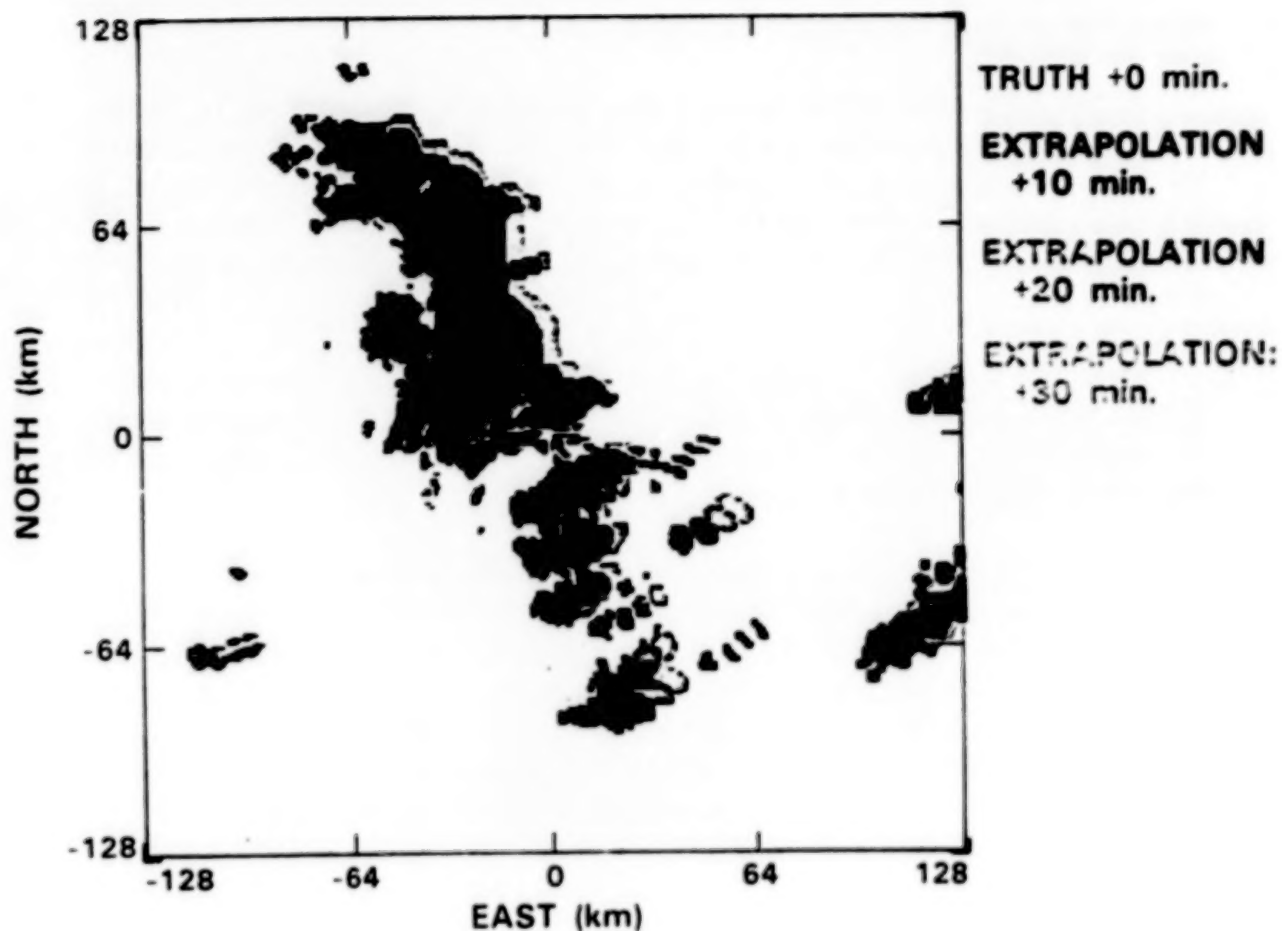 128
64
0
-64
-128
NORTH (km)
-128
-64
0
64
128
EAST (km)
TRUTH +0 min.
EXTRAPOLATION
+10 min.
EXTRAPOLATION
+20 min.
EXTRAPOLATION:
+30 min.